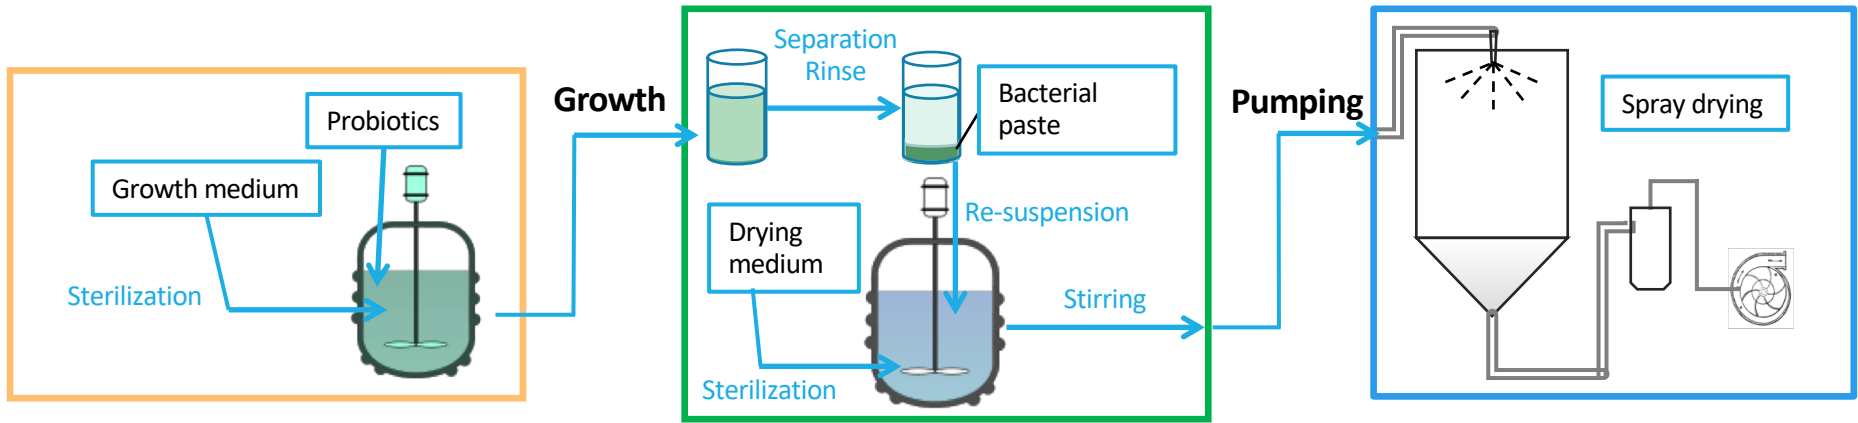 Probiotics
Growth medium
Sterilization
Growth
Separation
Rinse
Bacterial
paste
Re-suspension
Drying
medium
Sterilization
Stirring
Pumping
Spray drying